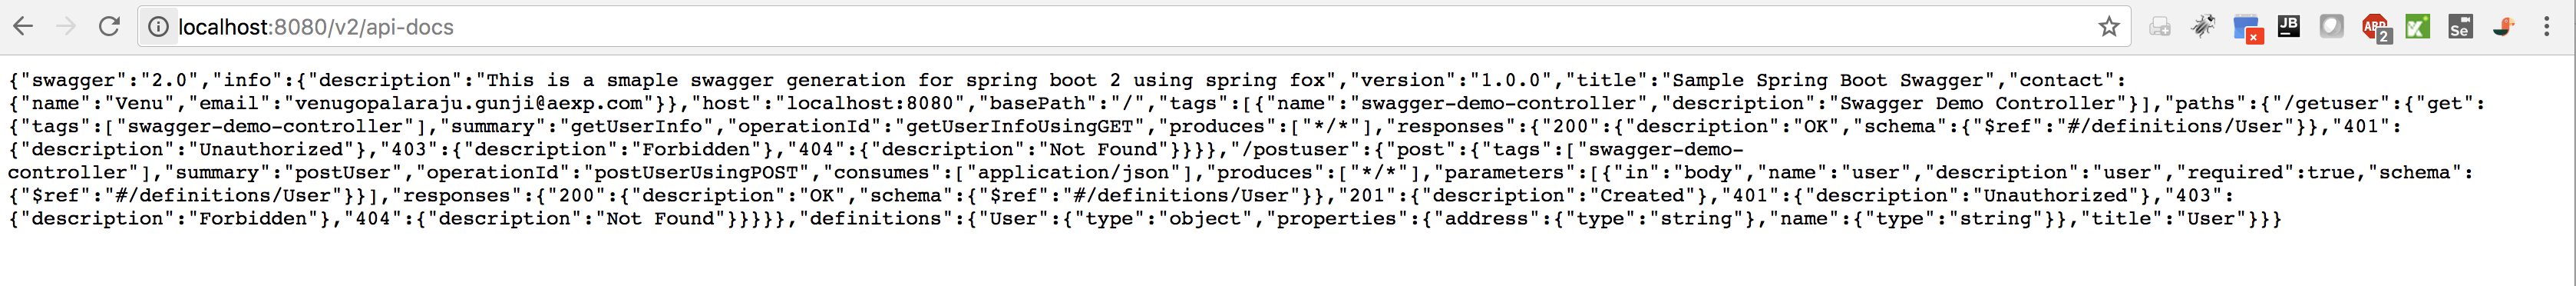 localhost:8080/v2/api-docs
JB
ABP
2
Se
{"swagger":"2.0","info":{"description":"This is a smaple swagger generation for spring boot 2 using spring fox","version":"1.0.0","title":"Sample Spring Boot Swagger","contact":
{"name":"Venu","email":"venugopalaraju.gunji@aexp.com"}},"host":"localhost:8080","basePath":"/","tags":[{"name":"swagger-demo-controller","description":"Swagger Demo Controller"}],"paths":{"/getuser":{"get":
{"tags":["swagger-demo-controller"],"summary":"getUserInfo","operationId":"getUserInfoUsingGET","produces":["*/*"],"responses":{"200":{"description":"OK","schema":{"$ref":"#/definitions/User"}},"401":
{"description":"Unauthorized"},"403":{"description":"Forbidden"},"404":{"description":"Not Found"}}}},"/postuser":{"post":{"tags":["swagger-demo-
controller"],"summary":"postUser","operationId":"postUserUsingPOST","consumes":["application/json"],"produces":["*/*"],"parameters":[{"in":"body","name":"user","description":"user","required":true,"schema":
{"$ref":"#/definitions/User"}}],"responses":{"200":{"description":"OK","schema":{"$ref":"#/definitions/User"}},"201":{"description":"Created"},"401":{"description":"Unauthorized"},"403":
{"description":"Forbidden"},"404":{"description":"Not Found"}}}}},"definitions":{"User":{"type":"object","properties":{"address":{"type":"string"},"name":{"type":"string"}},"title":"User"}}}